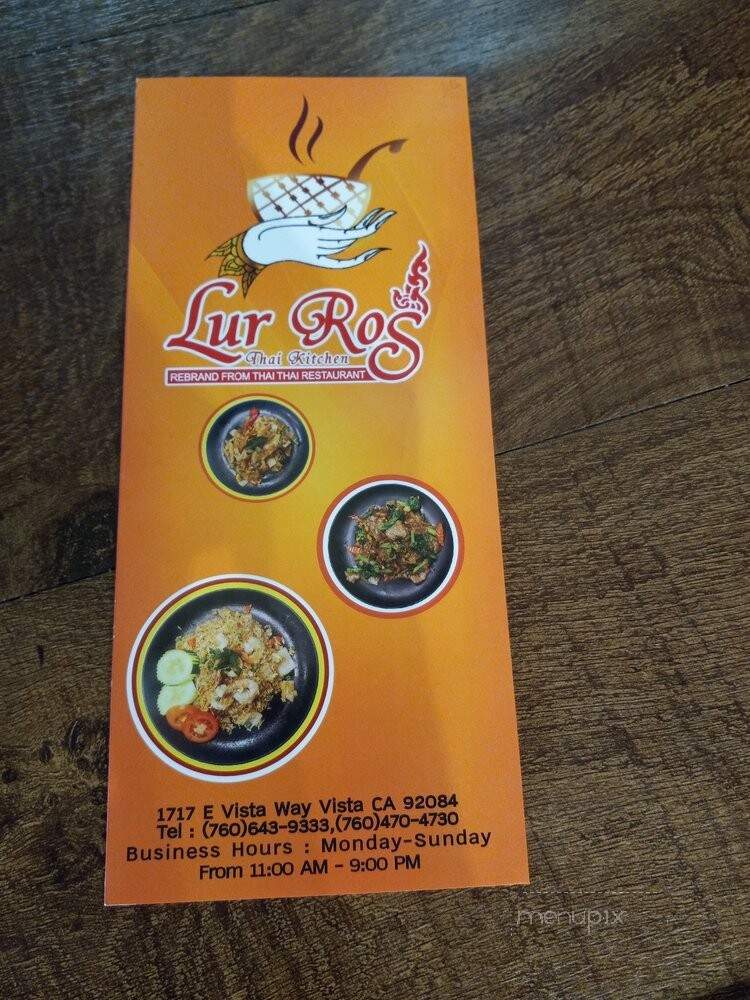 Lur Ros
Thai Kitchen
REBRAND FROM THAI THAI RESTAURANT
1717 E Vista Way Vista CA 92084
Tel : (760)643-9333,(760)470-4730
Business Hours : Monday-Sunday
From 11:00 AM - 9:00 PM
menupix